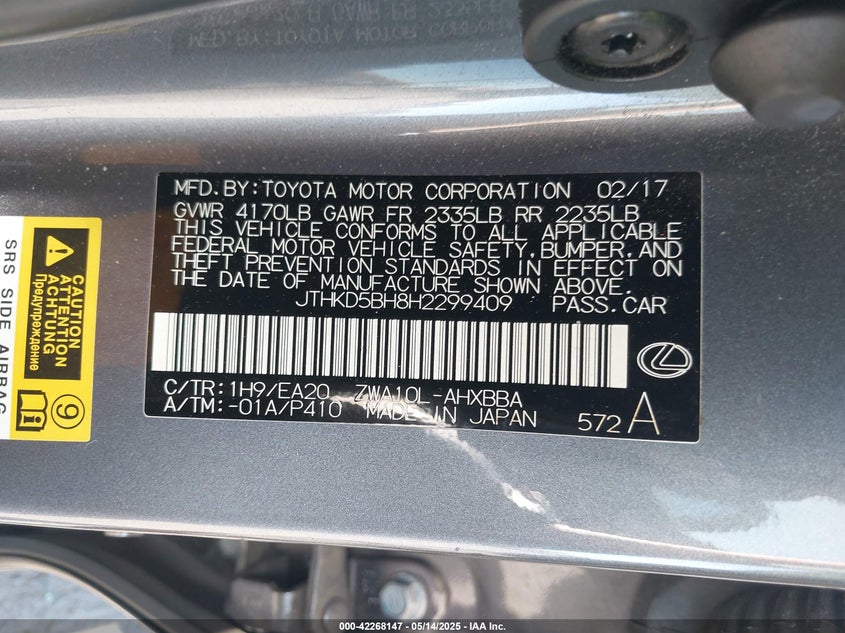 MFD.BY:TOYOTA MOTOR CORPORATION 02/17
GVWR 4170LB GAWR FR 2335LB RR 2235LB
THIS VEHICLE CONFORMS TO ALL APPLICABLE
FEDERAL MOTOR VEHICLE SAFETY,BUMPER,AND
THEFT PREVENTION STANDARDS IN EFFECT ON
THE DATE OF MANUFACTURE SHOWN ABOVE.
JTHKD5BH8H2299409 PASS.CAR
C/TR:1H9/EA20 ZWA10L-AHXBBA
A/TM:-01A/P410 MADE IN JAPAN 572 A
CAUTION
ATTENTION
ACHTUNG
Предупреждение
SRS SIDE AIRBAG
9
000-42268147 - 05/14/2025 - IAA Inc.